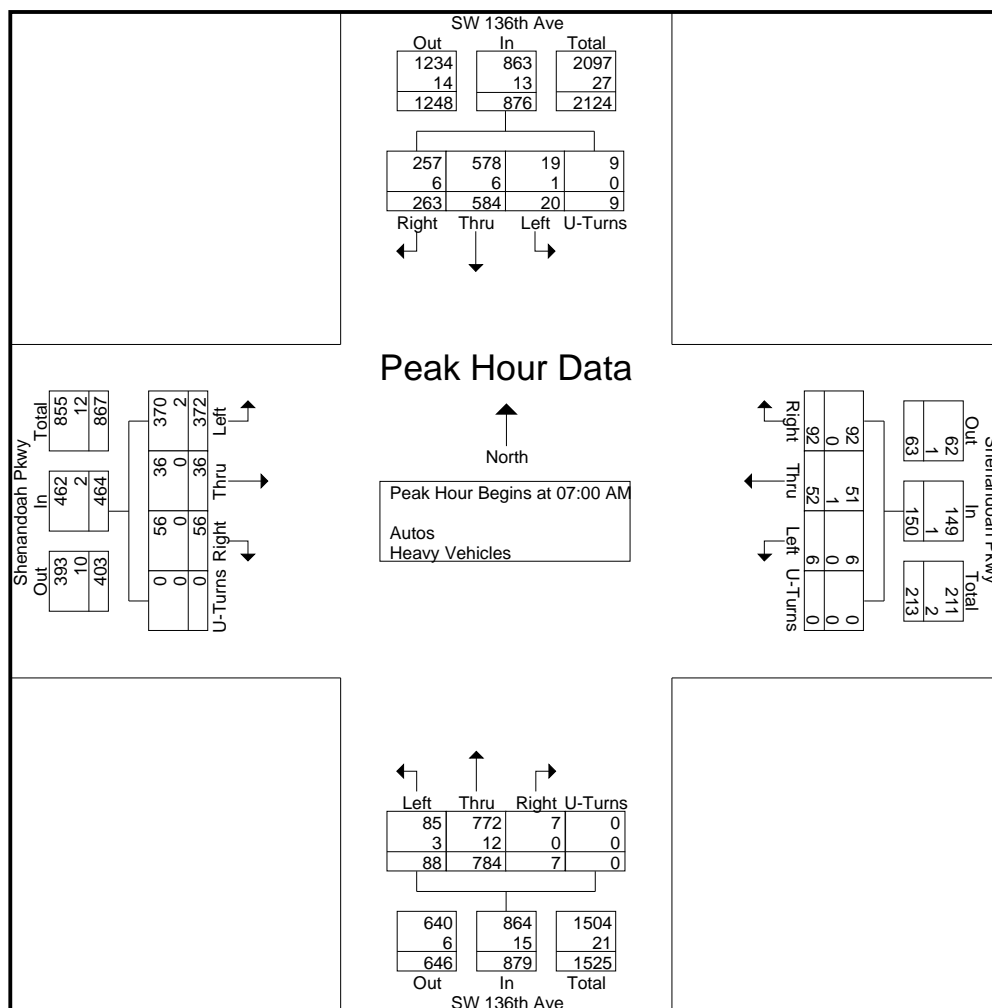 SW 136th Ave
Out In Total
1234 863 2097
14 13 27
1248 876 2124
257 578 19 9
6 6 1 0
263 584 20 9
Right Thru Left U-Turns
Peak Hour Data
North
Peak Hour Begins at 07:00 AM
Autos
Heavy Vehicles
Shenandoah Pkwy
Out In Total
393 462 855
10 2 12
403 464 867
U-Turns Right Thru Left
0 56 36 370
0 0 0 2
0 56 36 372
Shenandoah Pkwy
Out In Total
62 149 211
1 1 2
63 150 213
92 51 6 0
0 1 0 0
92 52 6 0
Right Thru Left U-Turns
Left Thru Right U-Turns
85 772 7 0
3 12 0 0
88 784 7 0
640 864 1504
6 15 21
646 879 1525
Out In Total
SW 136th Ave